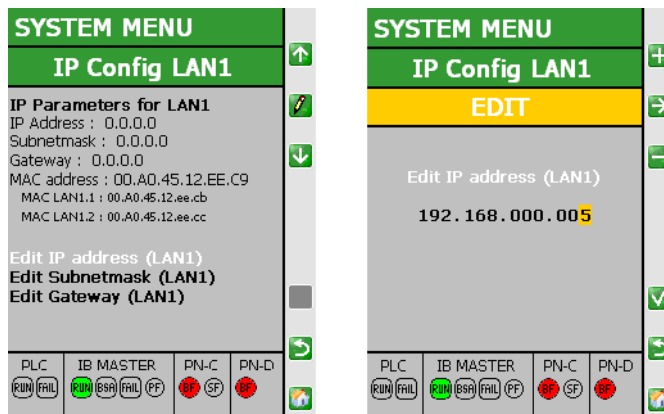 SYSTEM MENU
IP Config LAN1
IP Parameters for LAN1
IP Address : 0.0.0.0
Subnetmask : 0.0.0.0
Gateway : 0.0.0.0
MAC address : 00.A0.45.12.EE.C9
MAC LAN1.1 : 00.A0.45.12.ee.cb
MAC LAN1.2 : 00.A0.45.12.ee.cc
Edit IP address (LAN1)
Edit Subnetmask (LAN1)
Edit Gateway (LAN1)
PLC IB MASTER PN-C PN-D
RUN FAIL RUN BSA FAIL PF BF SF BF
SYSTEM MENU
IP Config LAN1
EDIT
Edit IP address (LAN1)
192.168.000.005
PLC IB MASTER PN-C PN-D
RUN FAIL RUN BSA FAIL PF BF SF BF